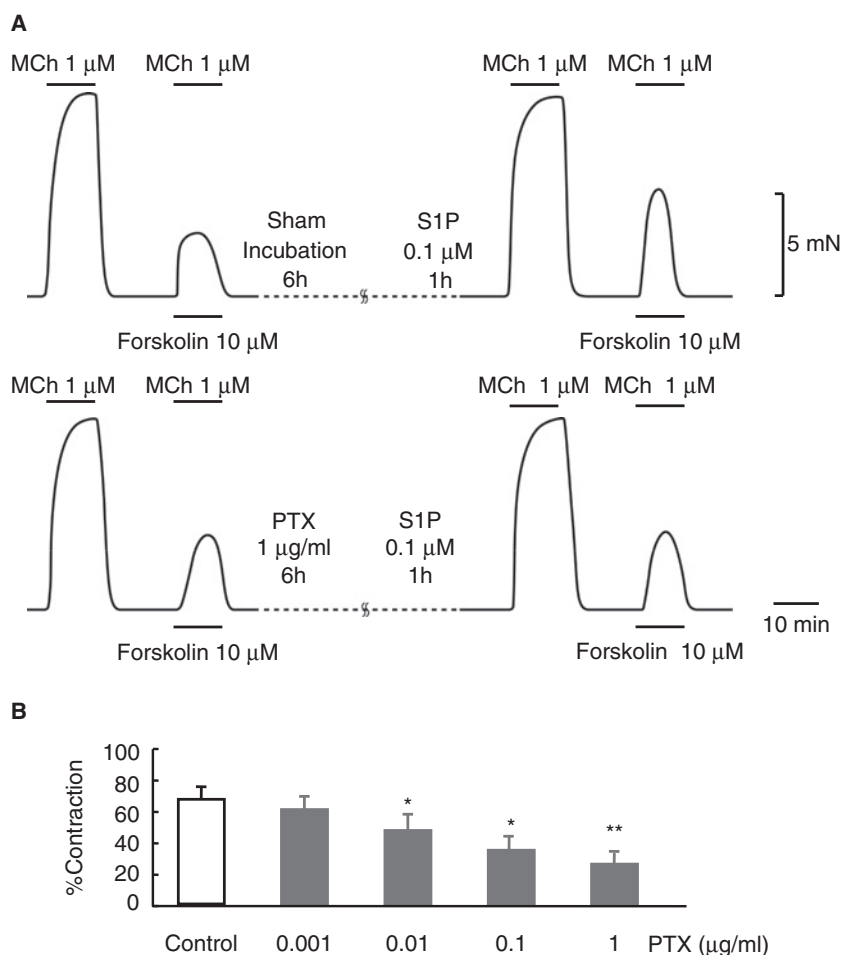 A
MCh 1 μM MCh 1 μM MCh 1 μM MCh 1 μM
Sham
Incubation
6h
S1P
0.1 μM
1h
5 mN
Forskolin 10 μM Forskolin 10 μM
MCh 1 μM MCh 1 μM MCh 1 μM MCh 1 μM
PTX
1 μg/ml
6h
S1P
0.1 μM
1h
10 min
Forskolin 10 μM Forskolin 10 μM
B
%Contraction
100
80
60
40
20
0
* * **
Control 0.001 0.01 0.1 1 PTX (μg/ml)